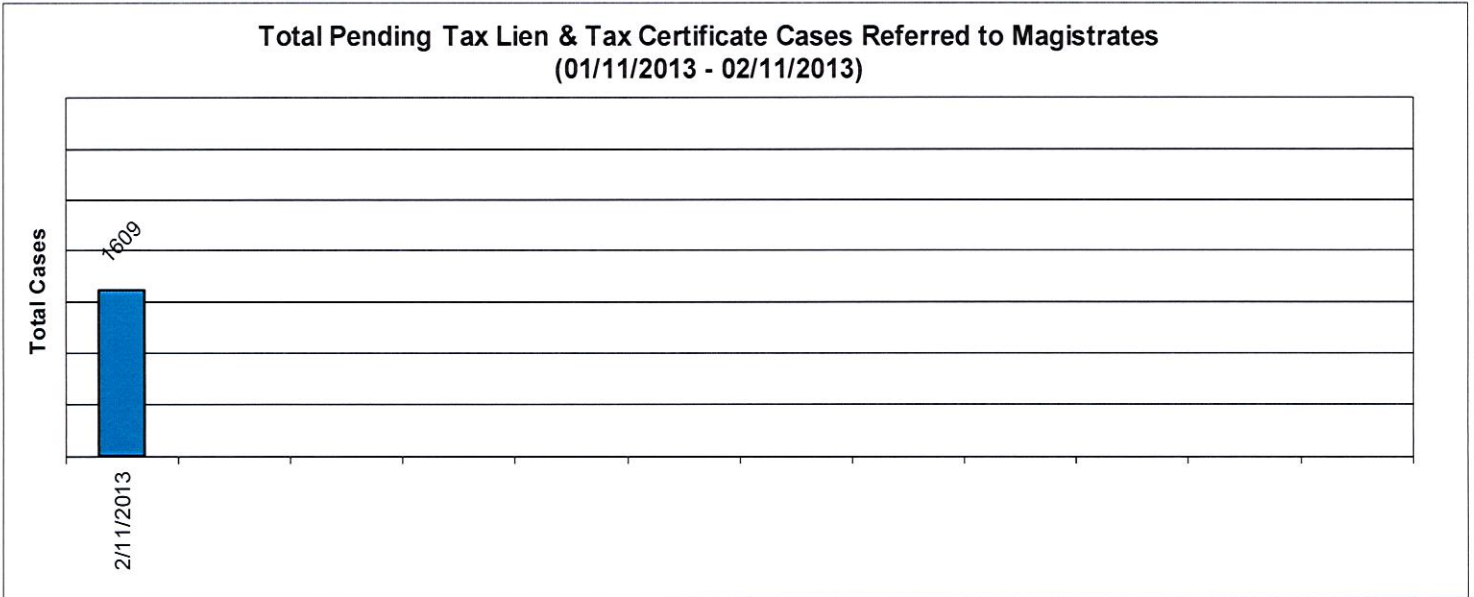 Total Pending Tax Lien & Tax Certificate Cases Referred to Magistrates
(01/11/2013 - 02/11/2013)
Total Cases
1609
2/11/2013